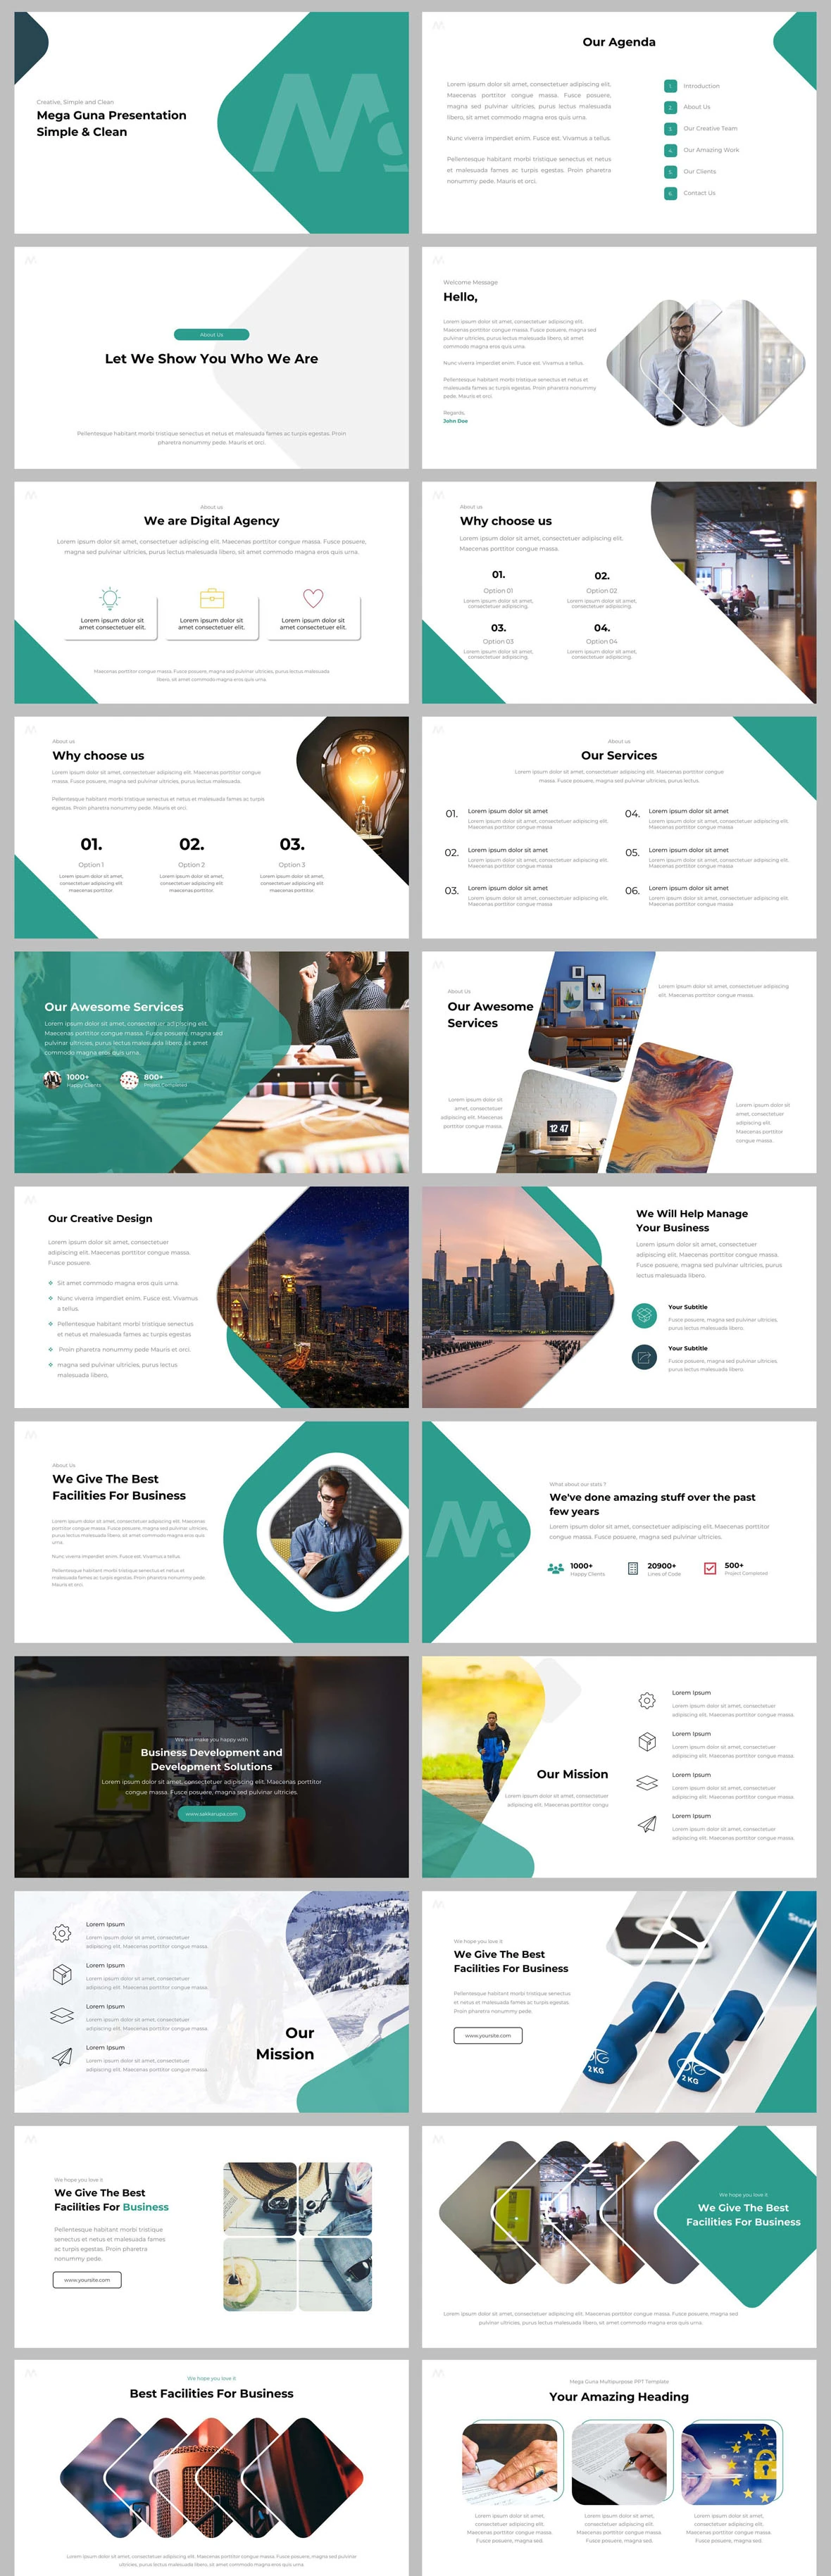 Creative, Simple and Clean
Mega Guna Presentation
Simple & Clean
Our Agenda
Lorem ipsum dolor sit amet, consectetuer adipiscing elit.
Maecenas porttitor congue massa. Fusce posuere,
magna sed pulvinar ultricies, purus lectus malesuada
libero, sit amet commodo magna eros quis urna.
Nunc viverra imperdiet enim. Fusce est. Vivamus a tellus.
Pellentesque habitant morbi tristique senectus et netus
et malesuada fames ac turpis egestas. Proin pharetra
nonummy pede. Mauris et orci.
1. Introduction
2. About Us
3. Our Creative Team
4. Our Amazing Work
5. Our Clients
6. Contact Us
About Us
Let We Show You Who We Are
Pellentesque habitant morbi tristique senectus et netus et malesuada fames ac turpis egestas. Proin
pharetra nonummy pede. Mauris et orci.
Welcome Message
Hello,
Lorem ipsum dolor sit amet, consectetuer adipiscing elit.
Maecenas porttitor congue massa. Fusce posuere, magna sed
pulvinar ultricies, purus lectus malesuada libero, sit amet
commodo magna eros quis urna.
Nunc viverra imperdiet enim. Fusce est. Vivamus a tellus.
Pellentesque habitant morbi tristique senectus et netus et
malesuada fames ac turpis egestas. Proin pharetra nonummy
pede. Mauris et orci
Regards,
John Doe
About us
We are Digital Agency
Lorem ipsum dolor sit amet, consectetuer adipiscing elit. Maecenas porttitor congue massa. Fusce posuere,
magna sed pulvinar ultricies, purus lectus malesuada libero, sit amet commodo magna eros quis urna.
Lorem ipsum dolor sit
amet consectetuer elit.
Lorem ipsum dolor sit
amet consectetuer elit.
Lorem ipsum dolor sit
amet consectetuer elit.
Maecenas porttitor congue massa. Fusce posuere, magna sed pulvinar ultricies, purus lectus malesuada
libero, sit amet commodo magna eros quis urna
About us
Why choose us
Lorem ipsum dolor sit amet, consectetuer adipiscing elit.
Maecenas porttitor congue massa.
01.
Option 01
Lorem ipsum dolor sit amet,
consectetuer adipiscing.
02.
Option 02
Lorem ipsum dolor sit amet,
consectetuer adipiscing.
03.
Option 03
Lorem ipsum dolor sit amet,
consectetuer adipiscing.
04.
Option 04
Lorem ipsum dolor sit amet,
consectetuer adipiscing.
About us
Why choose us
Lorem ipsum dolor sit amet, consectetuer adipiscing elit. Maecenas porttitor congue
massa. Fusce posuere, magna sed pulvinar ultricies, purus lectus malesuada.
Pellentesque habitant morbi tristique senectus et netus et malesuada fames ac turpis
egestas. Proin pharetra nonummy pede. Mauris et orci.
01.
Option 1
Lorem ipsum dolor sit amet,
consectetuer adipiscing elit
maecenas porttitor.
02.
Option 2
Lorem ipsum dolor sit amet,
consectetuer adipiscing elit
maecenas porttitor.
03.
Option 3
Lorem ipsum dolor sit amet,
consectetuer adipiscing elit
maecenas porttitor.
About us
Our Services
Lorem ipsum dolor sit amet, consectetuer adipiscing elit. Maecenas porttitor congue
massa. Fusce posuere, magna sed pulvinar ultricies, purus lectus
01. Lorem ipsum dolor sit amet
Lorem ipsum dolor sit amet, consectetuer adipiscing elit.
Maecenas porttitor congue massa
02. Lorem ipsum dolor sit amet
Lorem ipsum dolor sit amet, consectetuer adipiscing elit.
Maecenas porttitor congue massa
03. Lorem ipsum dolor sit amet
Lorem ipsum dolor sit amet, consectetuer adipiscing elit.
Maecenas porttitor congue massa
04. Lorem ipsum dolor sit amet
Lorem ipsum dolor sit amet, consectetuer adipiscing elit.
Maecenas porttitor congue massa
05. Lorem ipsum dolor sit amet
Lorem ipsum dolor sit amet, consectetuer adipiscing elit.
Maecenas porttitor congue massa
06. Lorem ipsum dolor sit amet
Lorem ipsum dolor sit amet, consectetuer adipiscing elit.
Maecenas porttitor congue massa
Our Awesome Services
Lorem ipsum dolor sit amet, consectetuer adipiscing elit.
Maecenas porttitor congue massa. Fusce posuere, magna sed
pulvinar ultricies, purus lectus malesuada libero, sit amet
commodo magna eros quis urna.
1000+
Happy Clients
800+
Project Completed
About Us
Our Awesome
Services
Lorem ipsum dolor sit amet, consectetuer adipiscing
elit. Maecenas porttitor congue massa.
Lorem ipsum dolor sit
amet, consectetuer
adipiscing elit. Maecenas
porttitor congue massa.
12 47
Lorem ipsum dolor sit
amet, consectetuer
adipiscing elit.
Maecenas porttitor
congue massa.
Our Creative Design
Lorem ipsum dolor sit amet, consectetuer
adipiscing elit. Maecenas porttitor congue massa.
Fusce posuere.
Sit amet commodo magna eros quis urna.
Nunc viverra imperdiet enim. Fusce est. Vivamus
a tellus.
Pellentesque habitant morbi tristique senectus
et netus et malesuada fames ac turpis egestas
Proin pharetra nonummy pede Mauris et orci.
magna sed pulvinar ultricies, purus lectus
malesuada libero.
We Will Help Manage
Your Business
Lorem ipsum dolor sit amet, consectetuer
adipiscing elit. Maecenas porttitor congue massa.
Fusce posuere, magna sed pulvinar ultricies, purus
lectus malesuada libero.
Your Subtitle
Fusce posuere, magna sed pulvinar ultricies,
purus lectus malesuada libero.
Your Subtitle
Fusce posuere, magna sed pulvinar ultricies,
purus lectus malesuada libero.
About Us
We Give The Best
Facilities For Business
Lorem ipsum dolor sit amet, consectetuer adipiscing elit. Maecenas
porttitor congue massa. Fusce posuere, magna sed pulvinar ultricies,
purus lectus malesuada libero, sit amet commodo magna eros quis
urna.
Nunc viverra imperdiet enim. Fusce est. Vivamus a tellus.
Pellentesque habitant morbi tristique senectus et netus et
malesuada fames ac turpis egestas. Proin pharetra nonummy pede.
Mauris et orci.
What about our stats ?
We've done amazing stuff over the past
few years
Lorem ipsum dolor sit amet, consectetuer adipiscing elit. Maecenas porttitor
congue massa. Fusce posuere, magna sed pulvinar ultricies.
1000+
Happy Clients
20900+
Lines of Code
500+
Project Completed
We will make you happy with
Business Development and
Development Solutions
Lorem ipsum dolor sit amet, consectetuer adipiscing elit. Maecenas porttitor
congue massa. Fusce posuere, magna sed pulvinar ultricies.
www.sakkarupa.com
Our Mission
Lorem ipsum dolor sit amet, consectetuer
adipiscing elit. Maecenas porttitor congu
Lorem Ipsum
Lorem ipsum dolor sit amet, consectetuer
adipiscing elit. Maecenas porttitor congue massa.
Lorem Ipsum
Lorem ipsum dolor sit amet, consectetuer
adipiscing elit. Maecenas porttitor congue massa.
Lorem Ipsum
Lorem ipsum dolor sit amet, consectetuer
adipiscing elit. Maecenas porttitor congue massa.
Lorem Ipsum
Lorem ipsum dolor sit amet, consectetuer
adipiscing elit. Maecenas porttitor congue massa.
Lorem Ipsum
Lorem ipsum dolor sit amet, consectetuer
adipiscing elit. Maecenas porttitor congue massa.
Lorem Ipsum
Lorem ipsum dolor sit amet, consectetuer
adipiscing elit. Maecenas porttitor congue massa.
Lorem Ipsum
Lorem ipsum dolor sit amet, consectetuer
adipiscing elit. Maecenas porttitor congue massa.
Lorem Ipsum
Lorem ipsum dolor sit amet, consectetuer
adipiscing elit. Maecenas porttitor congue massa.
Our
Mission
We hope you love it
We Give The Best
Facilities For Business
Pellentesque habitant morbi tristique senectus
et netus et malesuada fames ac turpis egestas.
Proin pharetra nonummy pede.
www.yoursite.com
2 KG
2 KG
We hope you love it
We Give The Best
Facilities For Business
Pellentesque habitant morbi tristique
senectus et netus et malesuada fames
ac turpis egestas. Proin pharetra
nonummy pede.
www.yoursite.com
We hope you love it
We Give The Best
Facilities For Business
Lorem ipsum dolor sit amet, consectetuer adipiscing elit. Maecenas porttitor congue massa. Fusce posuere, magna sed
pulvinar ultricies, purus lectus malesuada libero, sit amet commodo magna eros quis urna.
We hope you love it
Best Facilities For Business
Lorem ipsum dolor sit amet, consectetuer adipiscing elit. Maecenas porttitor congue massa. Fusce posuere, magna sed pulvinar
ultricies, purus lectus malesuada libero, sit amet commodo magna eros quis urna
Mega Guna Multipurpose PPT Template
Your Amazing Heading
Lorem ipsum dolor sit amet,
consectetuer adipiscing elit.
Maecenas porttitor congue massa.
Fusce posuere, magna sed.
Lorem ipsum dolor sit amet,
consectetuer adipiscing elit.
Maecenas porttitor congue massa.
Fusce posuere, magna sed.
Lorem ipsum dolor sit amet,
consectetuer adipiscing elit.
Maecenas porttitor congue massa.
Fusce posuere, magna sed.